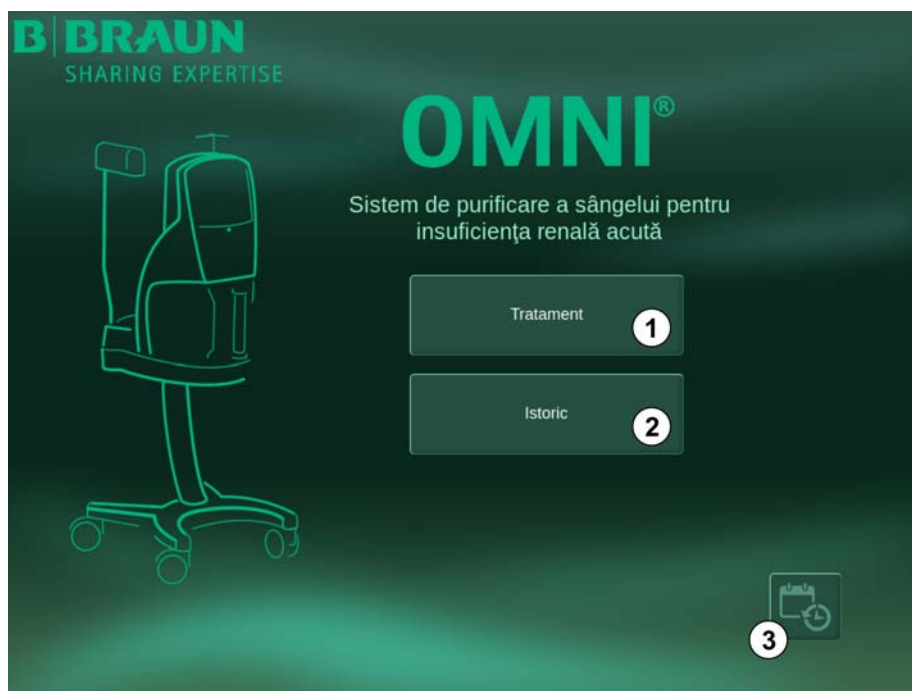 B|BRAUN
SHARING EXPERTISE
OMNI®
Sistem de purificare a sângelui pentru
insuficienţa renală acută
Tratament
1
Istoric
2
3